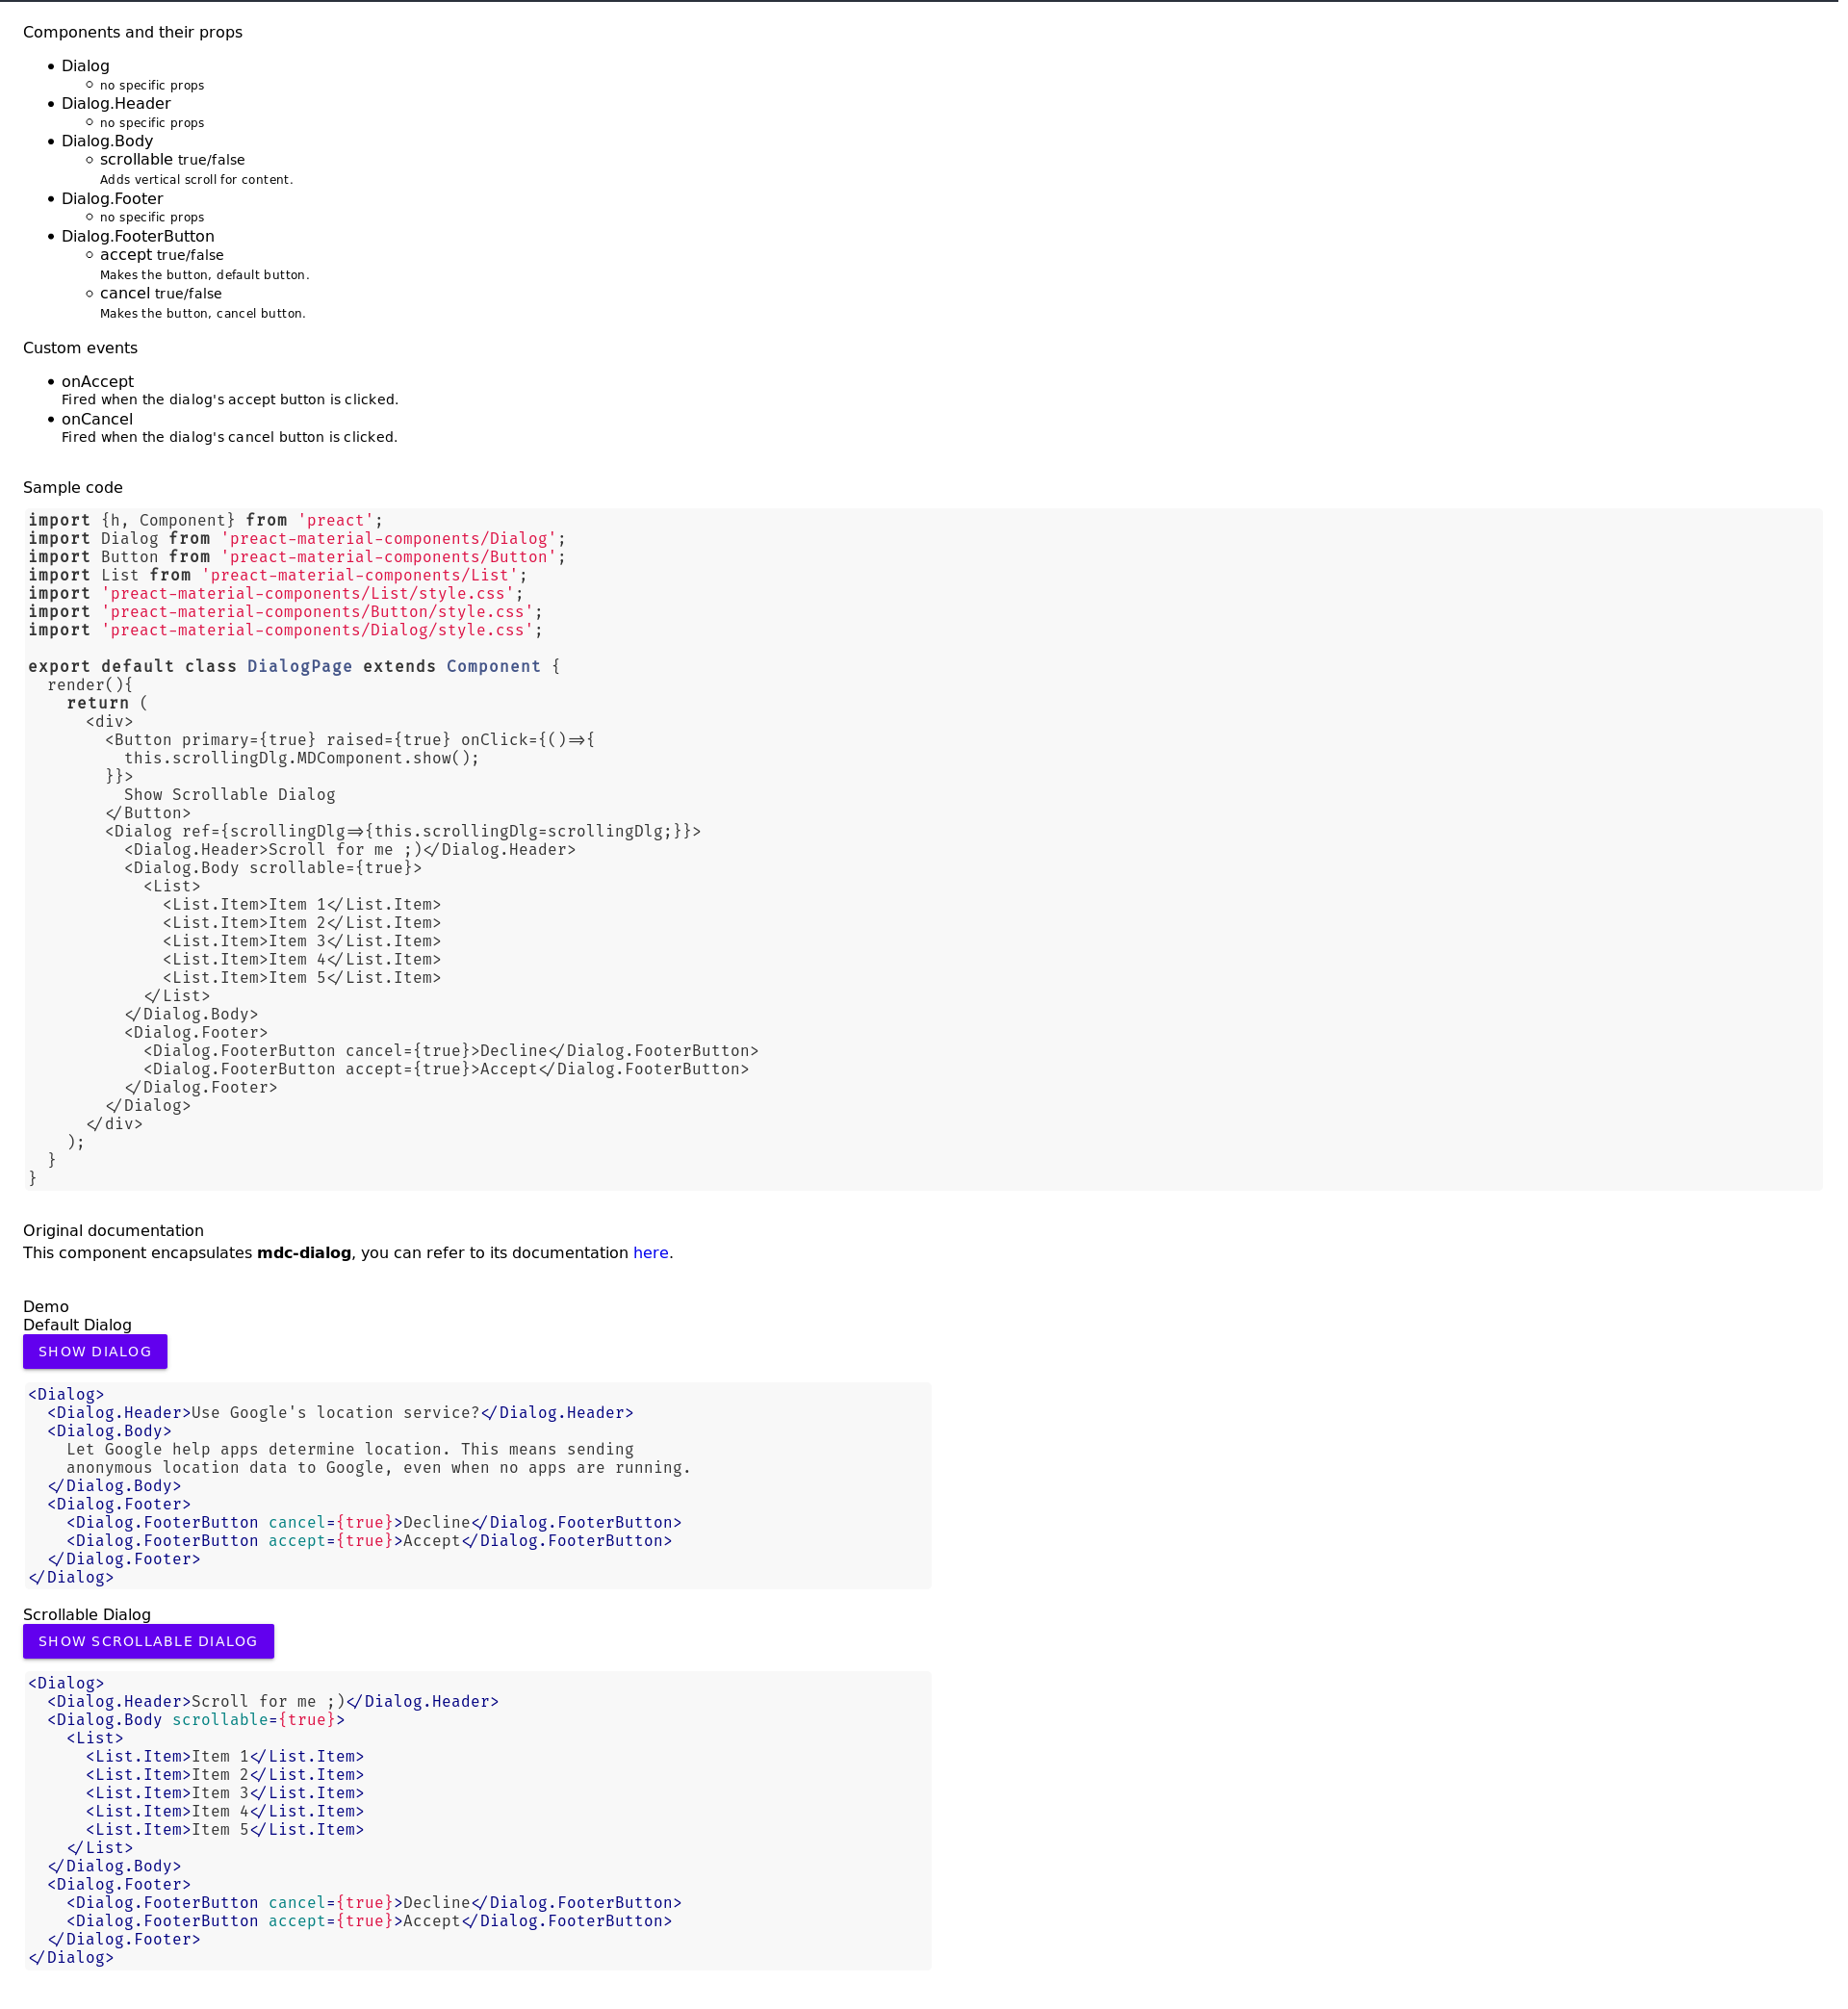 Components and their props
Dialog
no specific props
Dialog.Header
no specific props
Dialog.Body
scrollable true/false
Adds vertical scroll for content.
Dialog.Footer
no specific props
Dialog.FooterButton
accept true/false
Makes the button, default button.
cancel true/false
Makes the button, cancel button.
Custom events
onAccept
Fired when the dialog's accept button is clicked.
onCancel
Fired when the dialog's cancel button is clicked.
Sample code
import {h, Component} from 'preact';
import Dialog from 'preact-material-components/Dialog';
import Button from 'preact-material-components/Button';
import List from 'preact-material-components/List';
import 'preact-material-components/List/style.css';
import 'preact-material-components/Button/style.css';
import 'preact-material-components/Dialog/style.css';
export default class DialogPage extends Component {
  render(){
    return (
      <div>
        <Button primary={true} raised={true} onClick={()=>{
          this.scrollingDlg.MDComponent.show();
        }}>
          Show Scrollable Dialog
        </Button>
        <Dialog ref={scrollingDlg=>{this.scrollingDlg=scrollingDlg;}}>
          <Dialog.Header>Scroll for me ;)</Dialog.Header>
          <Dialog.Body scrollable={true}>
            <List>
              <List.Item>Item 1</List.Item>
              <List.Item>Item 2</List.Item>
              <List.Item>Item 3</List.Item>
              <List.Item>Item 4</List.Item>
              <List.Item>Item 5</List.Item>
            </List>
          </Dialog.Body>
          <Dialog.Footer>
            <Dialog.FooterButton cancel={true}>Decline</Dialog.FooterButton>
            <Dialog.FooterButton accept={true}>Accept</Dialog.FooterButton>
          </Dialog.Footer>
        </Dialog>
      </div>
    );
  }
}
Original documentation
This component encapsulates mdc-dialog, you can refer to its documentation here.
Demo
Default Dialog
SHOW DIALOG
<Dialog>
  <Dialog.Header>Use Google's location service?</Dialog.Header>
  <Dialog.Body>
    Let Google help apps determine location. This means sending
    anonymous location data to Google, even when no apps are running.
  </Dialog.Body>
  <Dialog.Footer>
    <Dialog.FooterButton cancel={true}>Decline</Dialog.FooterButton>
    <Dialog.FooterButton accept={true}>Accept</Dialog.FooterButton>
  </Dialog.Footer>
</Dialog>
Scrollable Dialog
SHOW SCROLLABLE DIALOG
<Dialog>
  <Dialog.Header>Scroll for me ;)</Dialog.Header>
  <Dialog.Body scrollable={true}>
    <List>
      <List.Item>Item 1</List.Item>
      <List.Item>Item 2</List.Item>
      <List.Item>Item 3</List.Item>
      <List.Item>Item 4</List.Item>
      <List.Item>Item 5</List.Item>
    </List>
  </Dialog.Body>
  <Dialog.Footer>
    <Dialog.FooterButton cancel={true}>Decline</Dialog.FooterButton>
    <Dialog.FooterButton accept={true}>Accept</Dialog.FooterButton>
  </Dialog.Footer>
</Dialog>